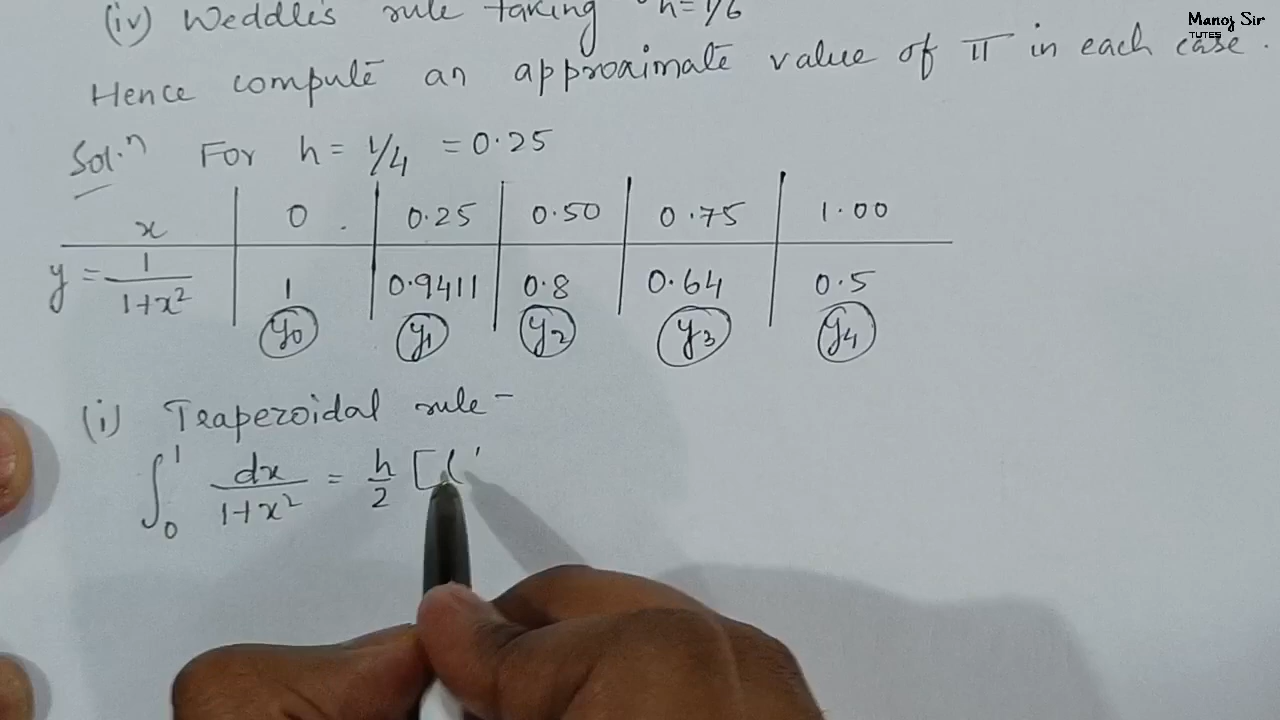 (iv) Weddle's rule taking h=1/6
Manoj Sir
TUTES
Hence compute an approximate value of π in each case.
Sol.n For h = 1/4 = 0.25
x 0 0.25 0.50 0.75 1.00
y = 1/1+x² 1 0.9411 0.8 0.64 0.5
y0 y1 y2 y3 y4
(i) Teaperoidal rule -
∫₀¹ dx/1+x² = h/2 [(